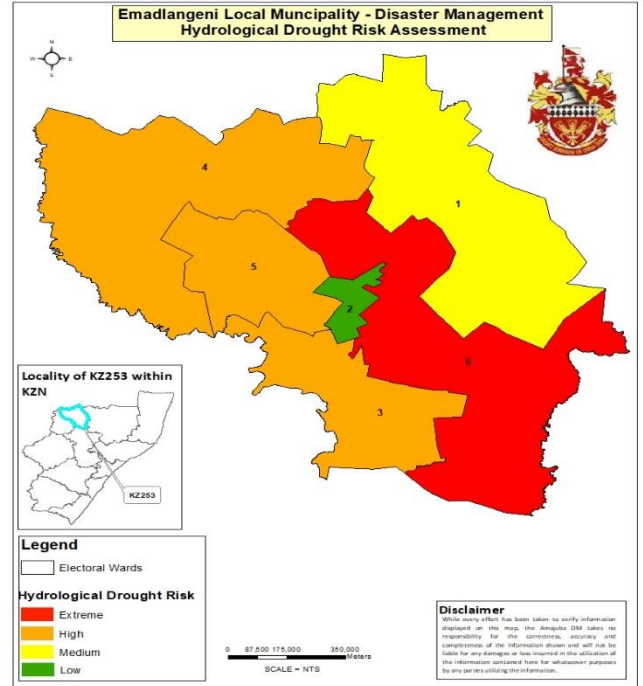 Emadlangeni Local Muncipality - Disaster Management
Hydrological Drought Risk Assessment
N
W
E
S
4
1
5
2
6
3
Locality of KZ253 within
KZN
KZ253
Legend
Electoral Wards
Hydrological Drought Risk
Extreme
High
Medium
Low
0 87,500 175,000 350,000
Meters
SCALE = NTS
Disclaimer
While every effort has been taken to verify information
displayed on this map, the Amajuba DM takes no
responsibility for the correctness, accuracy and
completeness of the information shown and will not be
liable for any damages or loss insurred in the utilization of
the information contained here for whatsoever purposes
by any parties utilizing the information.